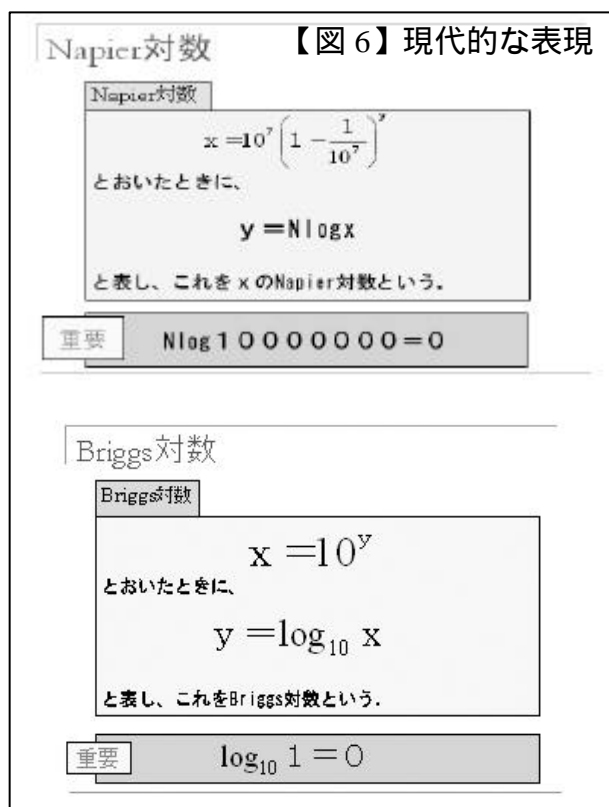 Napier対数 【図6】現代的な表現
Napier対数
x=10⁷(1−1/10⁷)ʸ
とおいたときに、
y=Nlogx
と表し、これをxのNapier対数という.
重要 Nlog10000000=0
Briggs対数
Briggs対数
x=10ʸ
とおいたときに、
y=log₁₀ x
と表し、これをBriggs対数という.
重要 log₁₀ 1=0